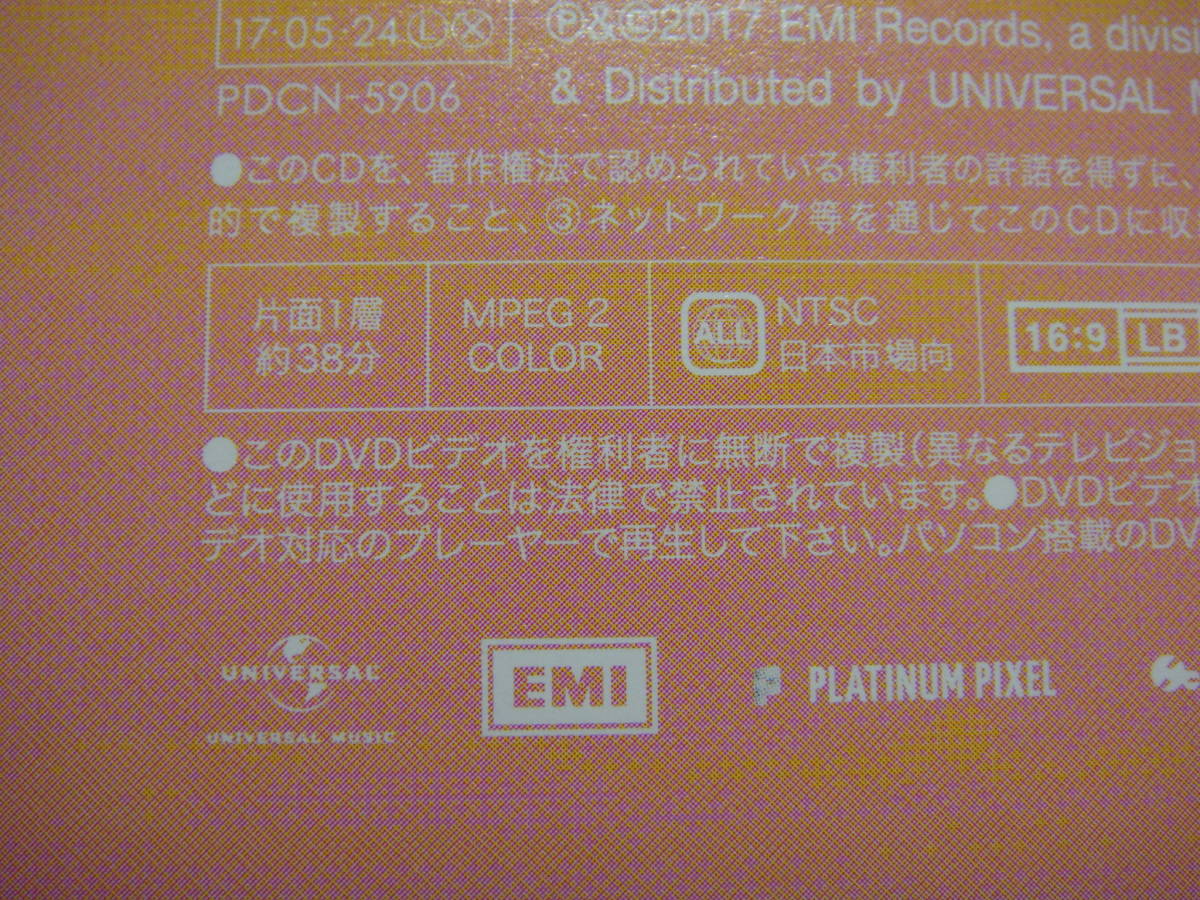 17·05·24ⓁⓍ
Ⓟ&©2017 EMI Records, a divisi
PDCN-5906
& Distributed by UNIVERSAL
●このCDを、著作権法で認められている権利者の許諾を得ずに、
的で複製すること、③ネットワーク等を通じてこのCDに収
片面1層
約38分
MPEG 2
COLOR
ALL
NTSC
日本市場向
16:9 LB
●このDVDビデオを権利者に無断で複製(異なるテレビジョ
どに使用することは法律で禁止されています。●DVDビデオ
デオ対応のプレーヤーで再生して下さい。パソコン搭載のDV
UNIVERSAL
UNIVERSAL MUSIC
EMI
PLATINUM PIXEL